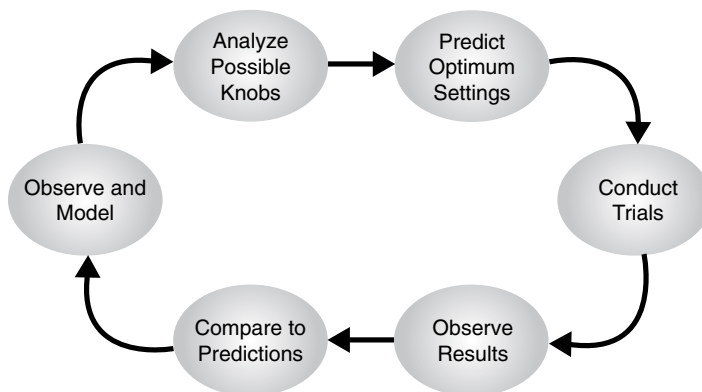 Analyze
Possible
Knobs
Predict
Optimum
Settings
Observe and
Model
Conduct
Trials
Compare to
Predictions
Observe
Results